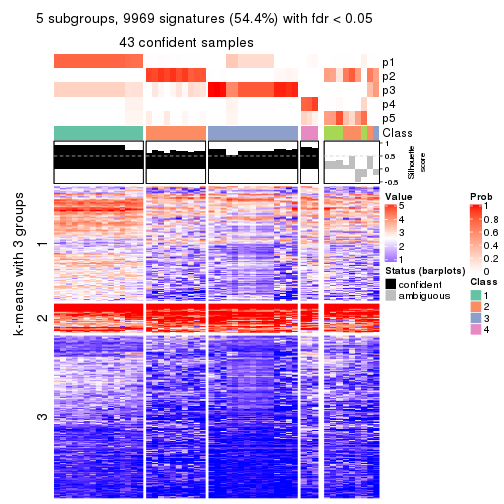 5 subgroups, 9969 signatures (54.4%) with fdr < 0.05
43 confident samples
p1
p2
p3
p4
p5
Class
1
0.5
0
-0.5
Silhouette
score
k-means with 3 groups
1
2
3
Value
5
4
3
2
1
Status (barplots)
confident
ambiguous
Prob
1
0.8
0.6
0.4
0.2
0
Class
1
2
3
4